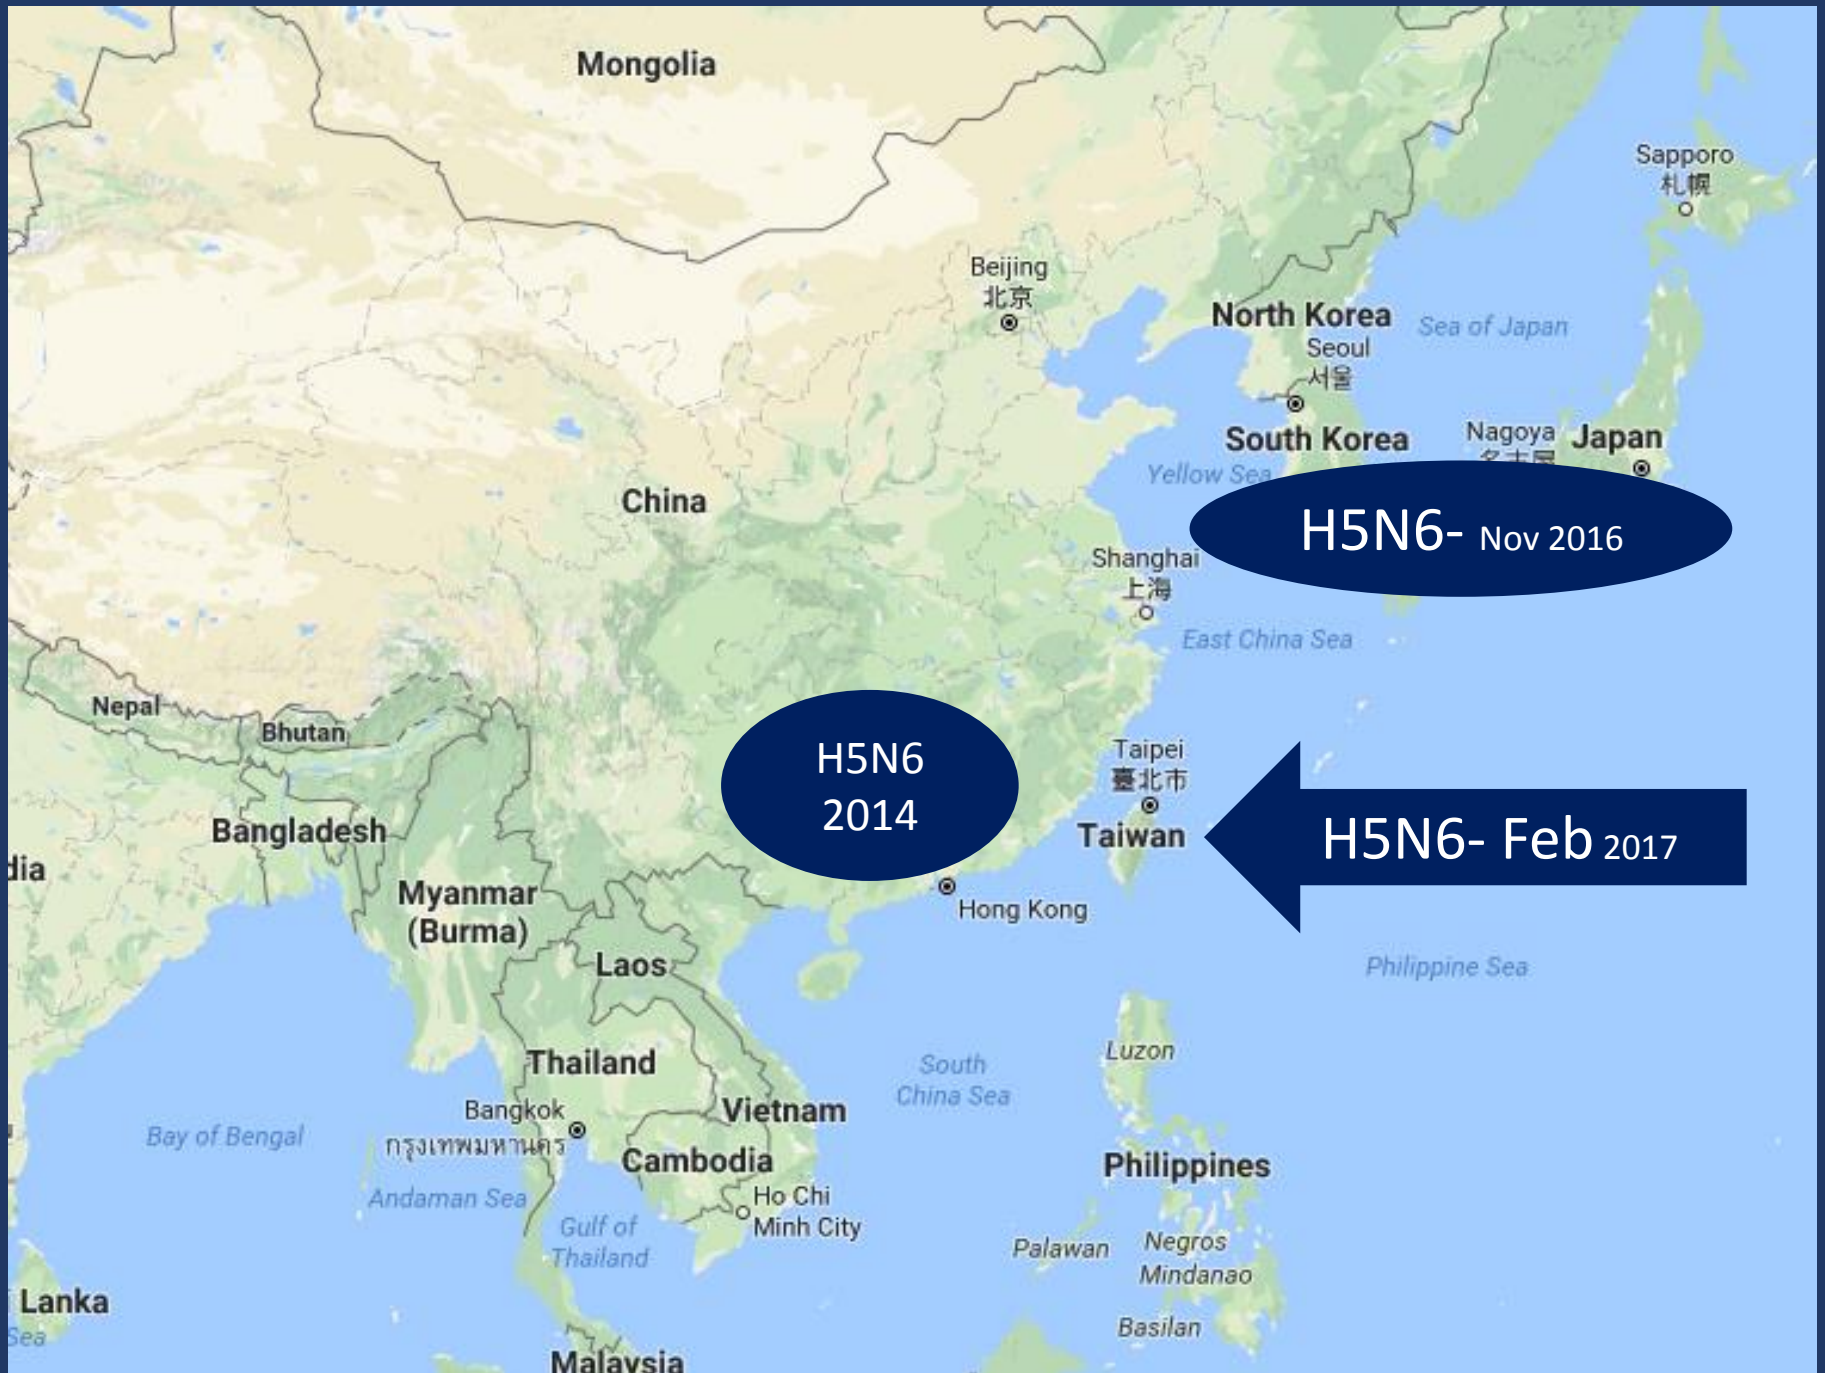 Mongolia
Sapporo
札幌
Beijing
北京
North Korea
Sea of Japan
Seoul
서울
South Korea
Nagoya
Japan
Yellow Sea
China
H5N6- Nov 2016
Shanghai
上海
East China Sea
Nepal
Bhutan
H5N6
2014
Taipei
臺北市
Taiwan
H5N6- Feb 2017
Bangladesh
dia
Myanmar
(Burma)
Hong Kong
Laos
Philippine Sea
Thailand
South
China Sea
Luzon
Bangkok
กรุงเทพมหานคร
Vietnam
Bay of Bengal
Cambodia
Philippines
Andaman Sea
Ho Chi
Minh City
Gulf of
Thailand
Palawan
Negros
Mindanao
Lanka
Sea
Basilan
Malaysia